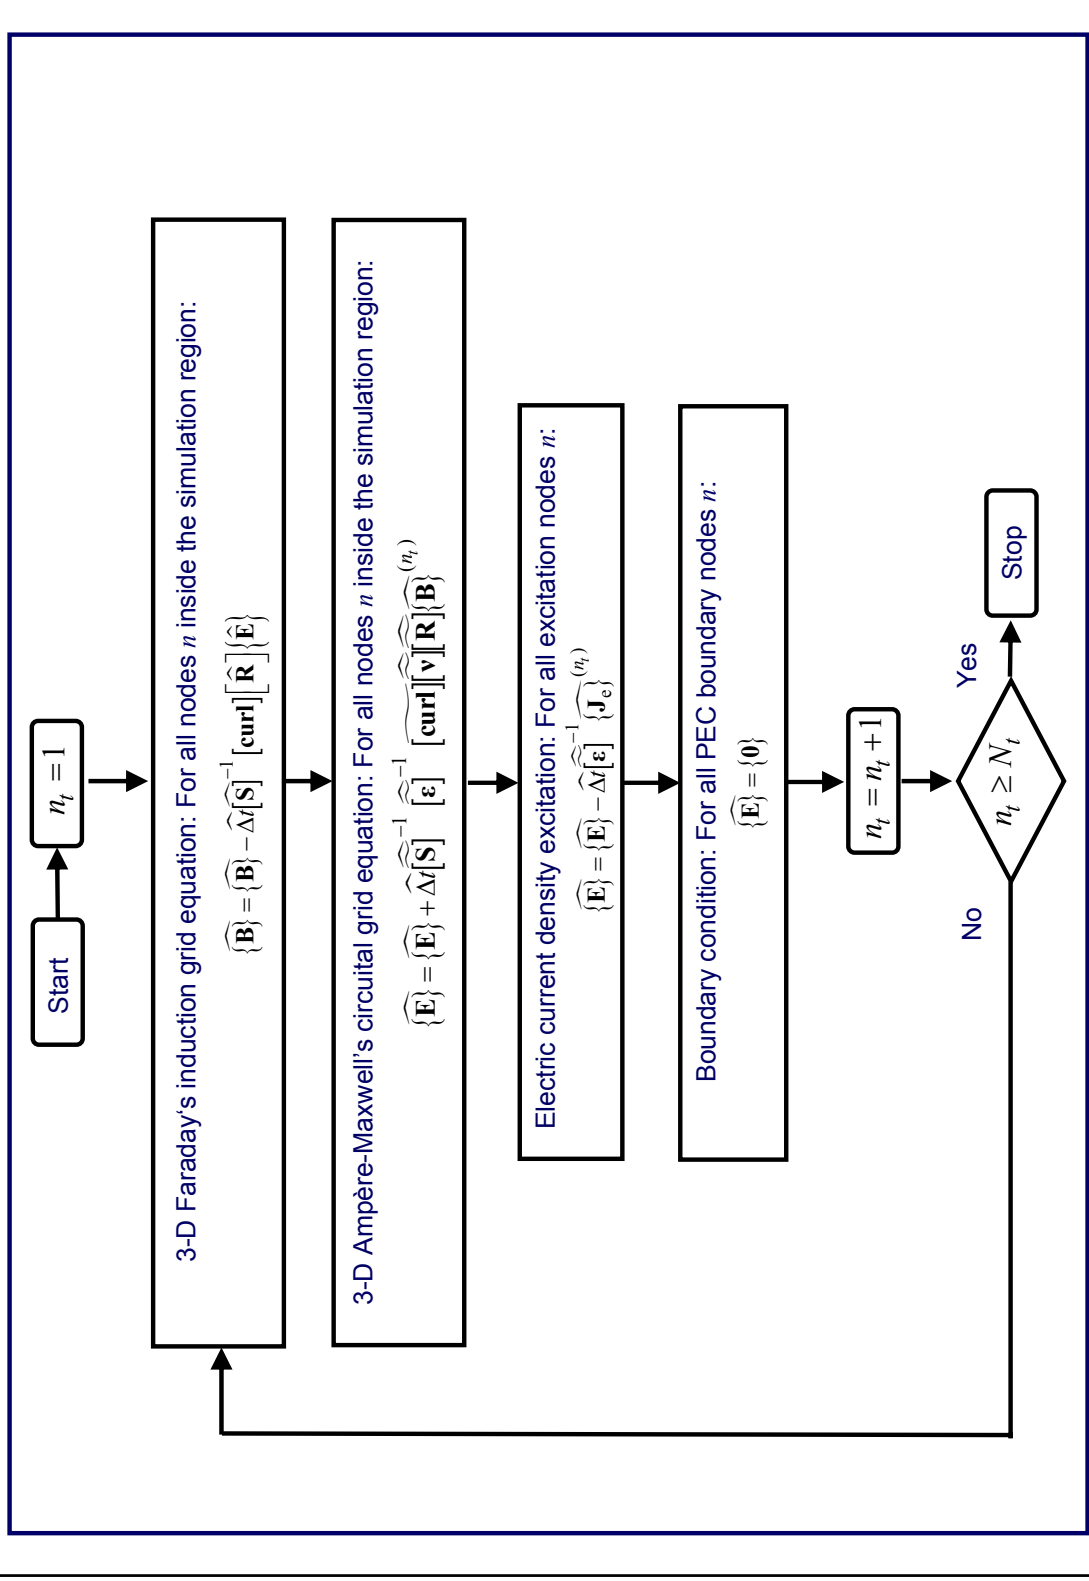 Start
n_t = 1
3-D Faraday‘s induction grid equation: For all nodes n inside the simulation region:
{B}̂ = {B}̂ − Δ̂t[S]̂⁻¹ [curl][R̂]{Ê}
3-D Ampère-Maxwell’s circuital grid equation: For all nodes n inside the simulation region:
{E}̂ = {E}̂ + Δ̂t[S̃]̂⁻¹ [ε̃]̂⁻¹ [curl]̃[ν̃]̂[R̃]̂{B}̂^(n_t)
Electric current density excitation: For all excitation nodes n:
{E}̂ = {E}̂ − Δ̂t[ε̃]̂⁻¹ {J_e}̂^(n_t)
Boundary condition: For all PEC boundary nodes n:
{E}̂ = {0}
n_t = n_t + 1
n_t ≥ N_t
No
Yes
Stop